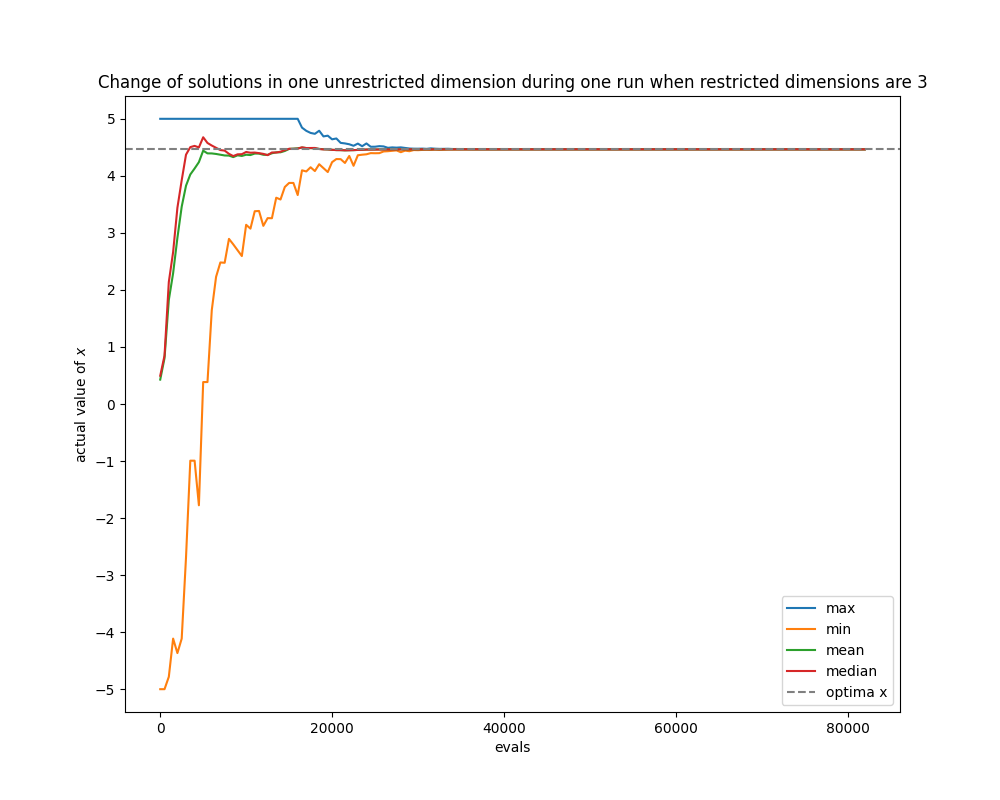 Change of solutions in one unrestricted dimension during one run when restricted dimensions are 3
5
4
3
2
1
0
−1
−2
−3
−4
−5
actual value of x
0
20000
40000
60000
80000
evals
max
min
mean
median
optima x